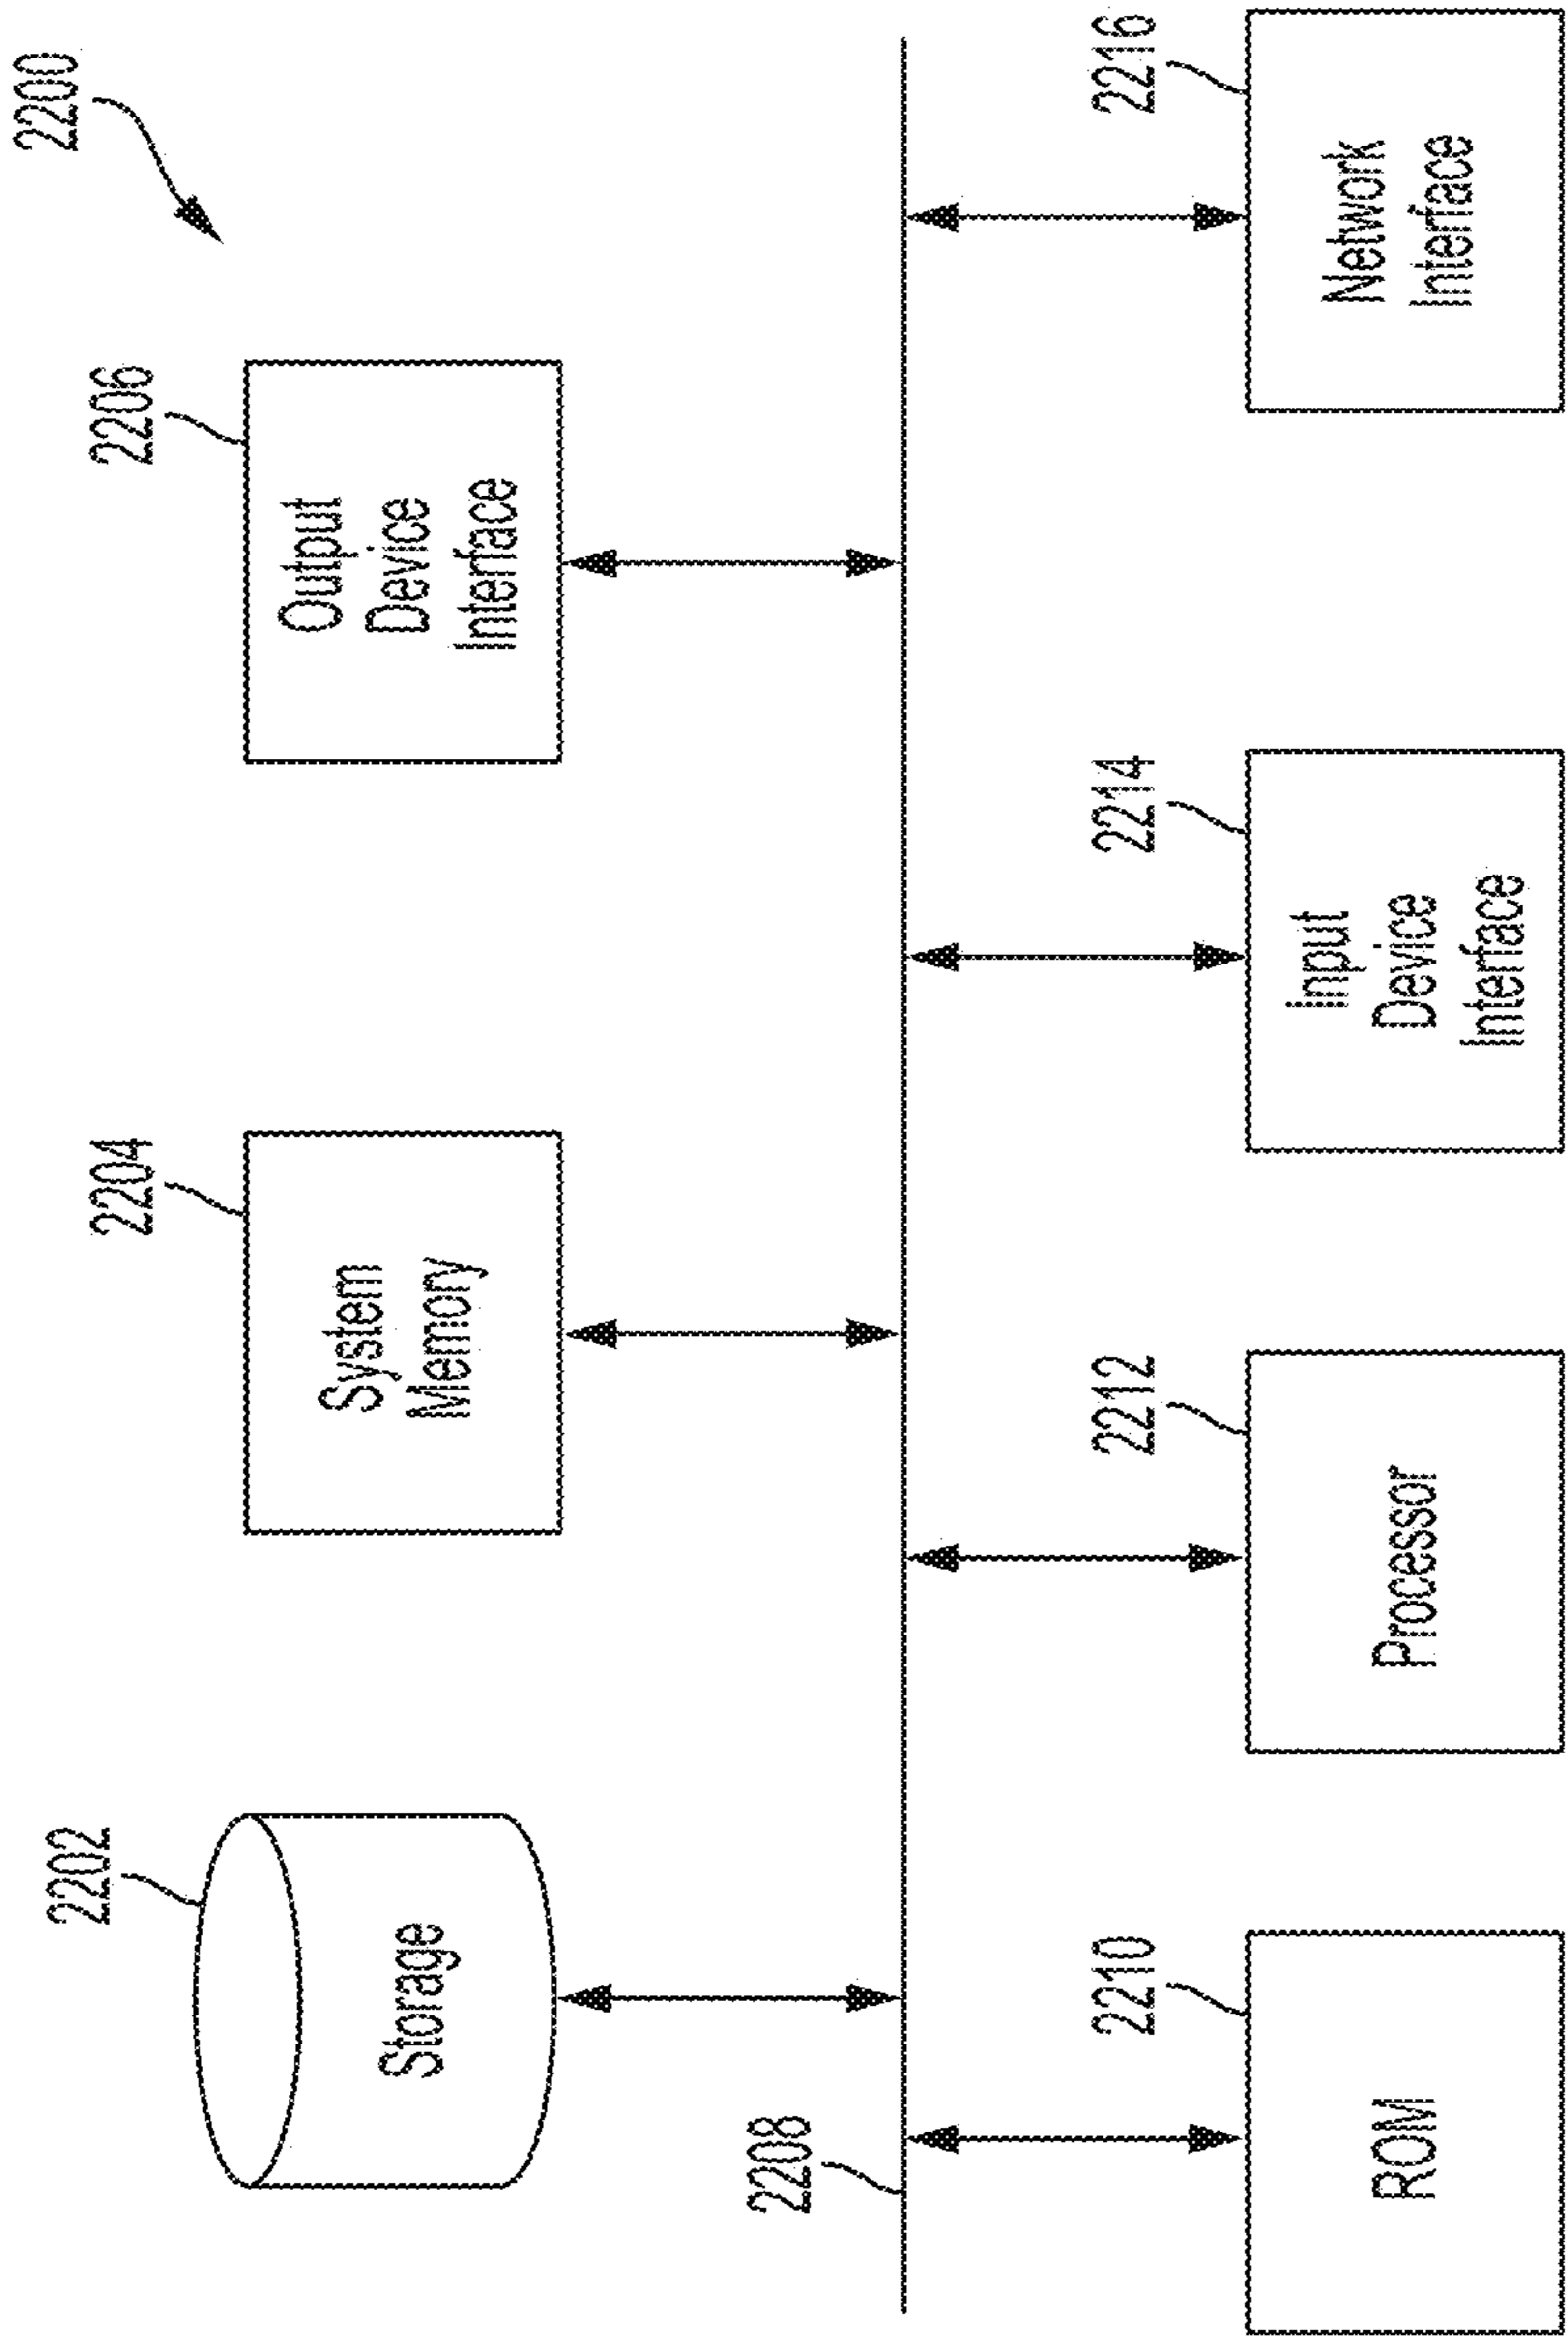 2200
2202
Storage
2204
System
Memory
2206
Output
Device
Interface
2208
2210
ROM
2212
Processor
2214
Input
Device
Interface
2216
Network
Interface